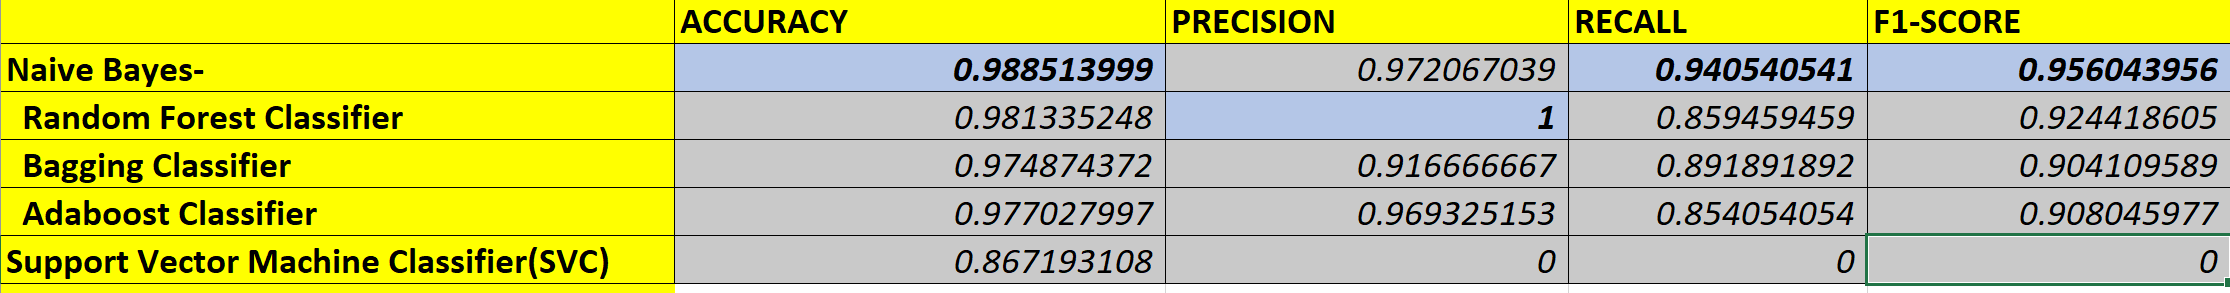 ACCURACY PRECISION RECALL F1-SCORE
Naive Bayes- 0.988513999 0.972067039 0.940540541 0.956043956
Random Forest Classifier 0.981335248 1 0.859459459 0.924418605
Bagging Classifier 0.974874372 0.916666667 0.891891892 0.904109589
Adaboost Classifier 0.977027997 0.969325153 0.854054054 0.908045977
Support Vector Machine Classifier(SVC) 0.867193108 0 0 0